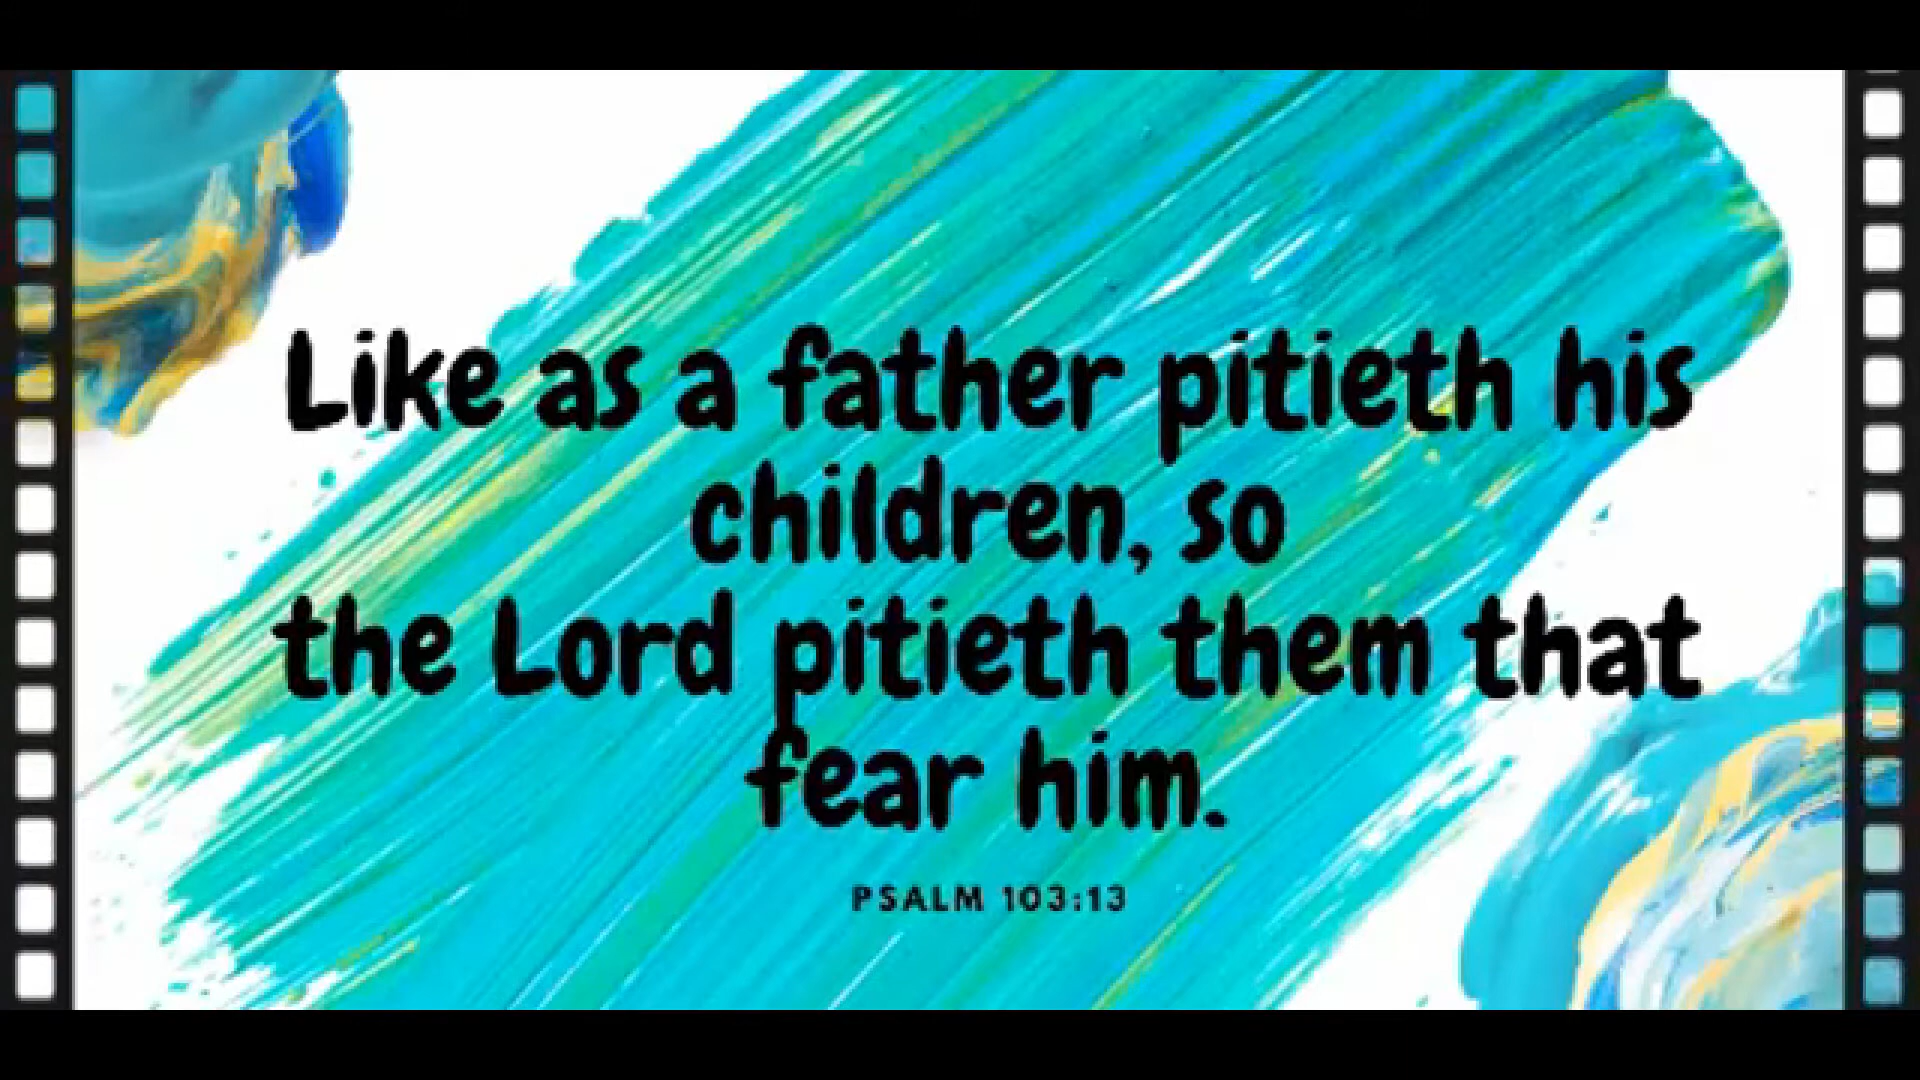 Like as a father pitieth his
children, so
the Lord pitieth them that
fear him.
PSALM 103:13